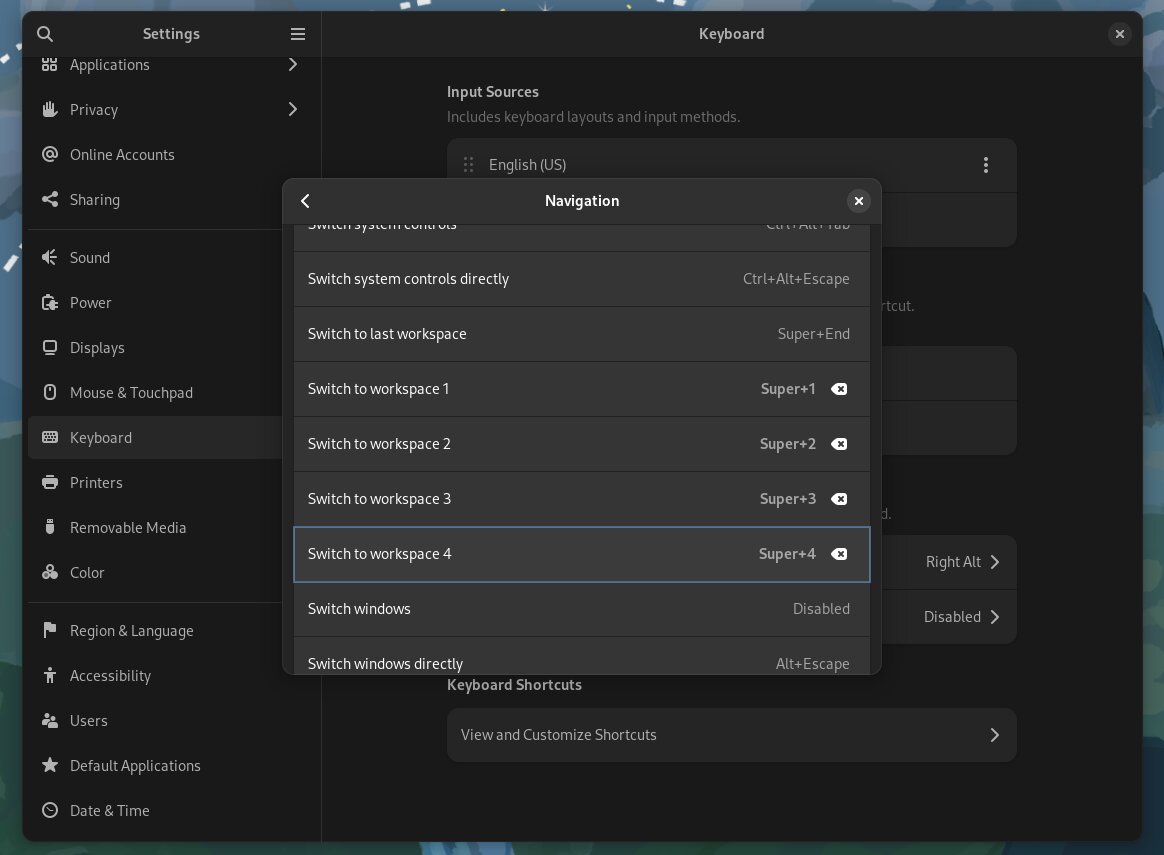 Settings
Applications
Privacy
Online Accounts
Sharing
Sound
Power
Displays
Mouse & Touchpad
Keyboard
Printers
Removable Media
Color
Region & Language
Accessibility
Users
Default Applications
Date & Time
Keyboard
Input Sources
Includes keyboard layouts and input methods.
English (US)
Navigation
Switch system controls Ctrl+Alt+Tab
Switch system controls directly Ctrl+Alt+Escape
Switch to last workspace Super+End
Switch to workspace 1 Super+1
Switch to workspace 2 Super+2
Switch to workspace 3 Super+3
Switch to workspace 4 Super+4
Switch windows Disabled
Switch windows directly Alt+Escape
Right Alt
Disabled
Keyboard Shortcuts
View and Customize Shortcuts